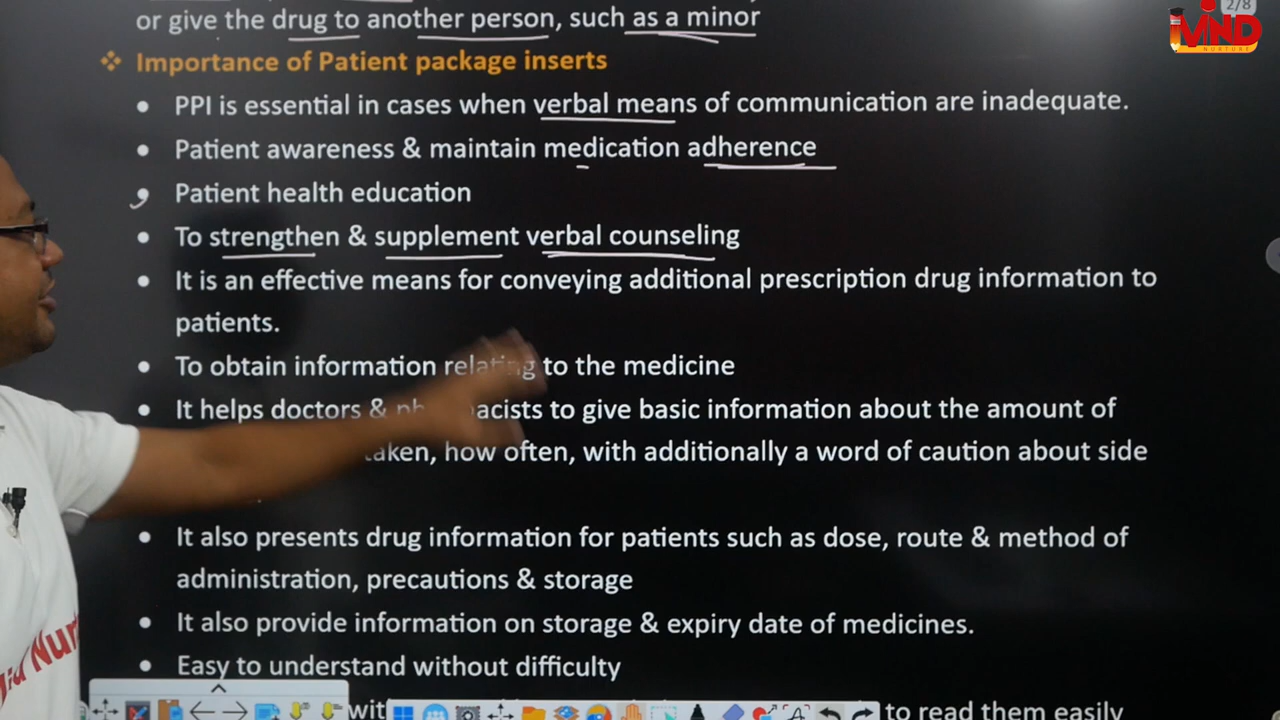 or give the drug to another person, such as a minor
2/8
MIND
NURTURE
Importance of Patient package inserts
PPI is essential in cases when verbal means of communication are inadequate.
Patient awareness & maintain medication adherence
Patient health education
To strengthen & supplement verbal counseling
It is an effective means for conveying additional prescription drug information to
patients.
To obtain information relating to the medicine
It helps doctors & acists to give basic information about the amount of
taken, how often, with additionally a word of caution about side
It also presents drug information for patients such as dose, route & method of
administration, precautions & storage
It also provide information on storage & expiry date of medicines.
Easy to understand without difficulty
to read them easily